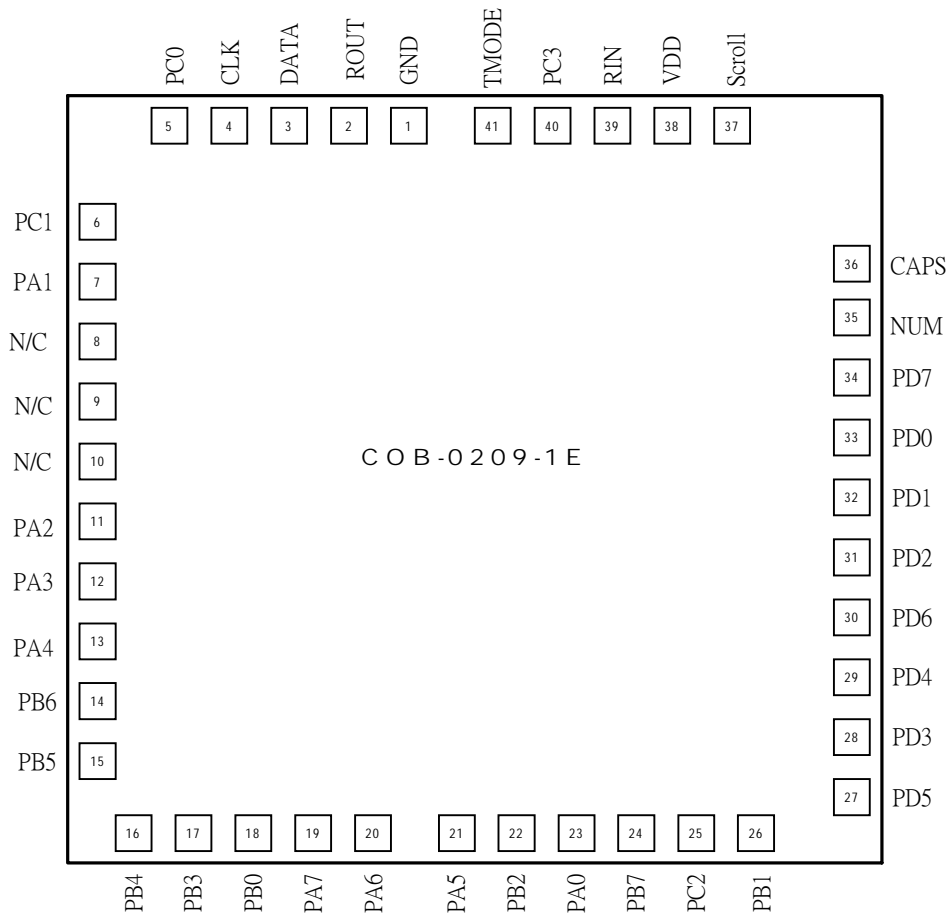 PC0 CLK DATA ROUT GND TMODE PC3 RIN VDD Scroll
5 4 3 2 1 41 40 39 38 37
PC1 6
36 CAPS
PA1 7
35 NUM
N/C 8
34 PD7
N/C 9
33 PD0
N/C 10
COB-0209-1E
32 PD1
PA2 11
31 PD2
PA3 12
30 PD6
PA4 13
29 PD4
PB6 14
28 PD3
PB5 15
27 PD5
16 17 18 19 20 21 22 23 24 25 26
PB4 PB3 PB0 PA7 PA6 PA5 PB2 PA0 PB7 PC2 PB1